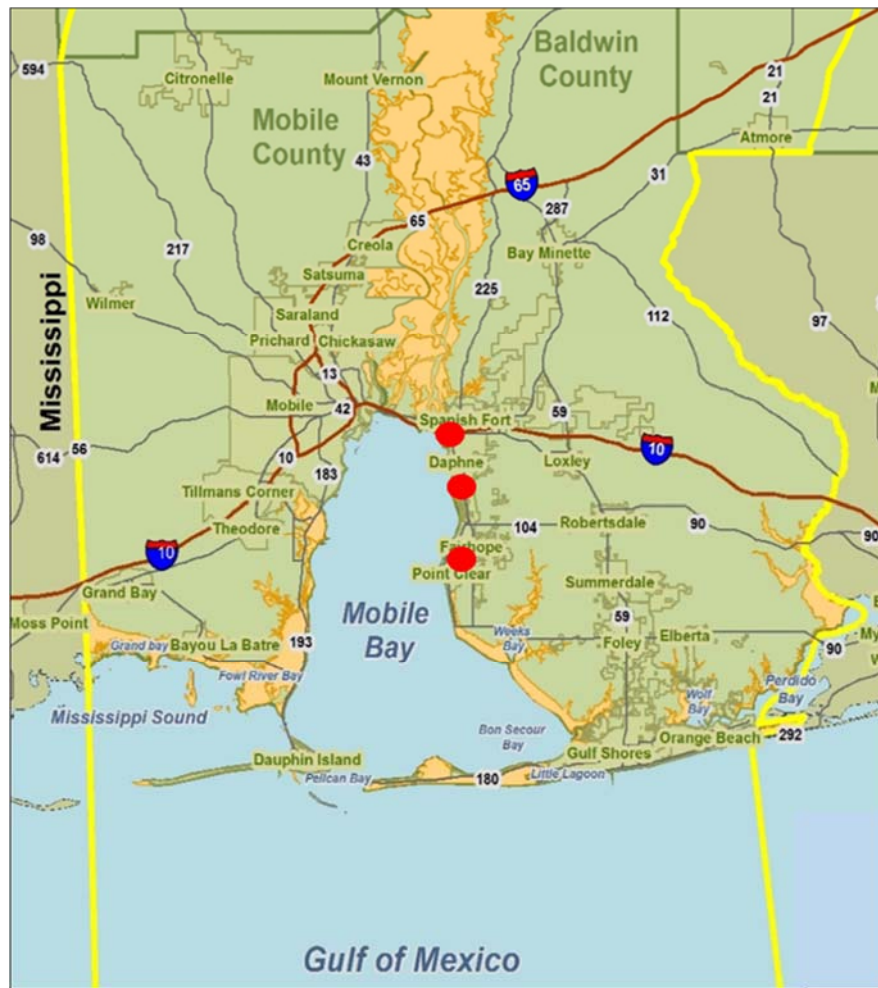 Baldwin
County
594
Citronelle
Mount Vernon
21
21
Atmore
Mobile
County
43
31
65
65
287
98
217
Creola
Bay Minette
Satsuma
225
Mississippi
Wilmer
Saraland
112
97
Prichard
Chickasaw
13
Mobile
42
Spanish Fort
59
614
56
10
Daphne
Loxley
10
183
Tillmans Corner
Theodore
104
Robertsdale
90
90
10
Fairhope
Point Clear
Grand Bay
Summerdale
Moss Point
Mobile
Bay
59
Elberta
Grand bay
Bayou La Batre
193
Weeks
Bay
Foley
90
My
Fowl River Bay
Wolf
Bay
Perdido
Bay
Mississippi Sound
Bon Secour
Bay
Orange Beach
292
Dauphin Island
Gulf Shores
Pelican Bay
180
Little Lagoon
Gulf of Mexico